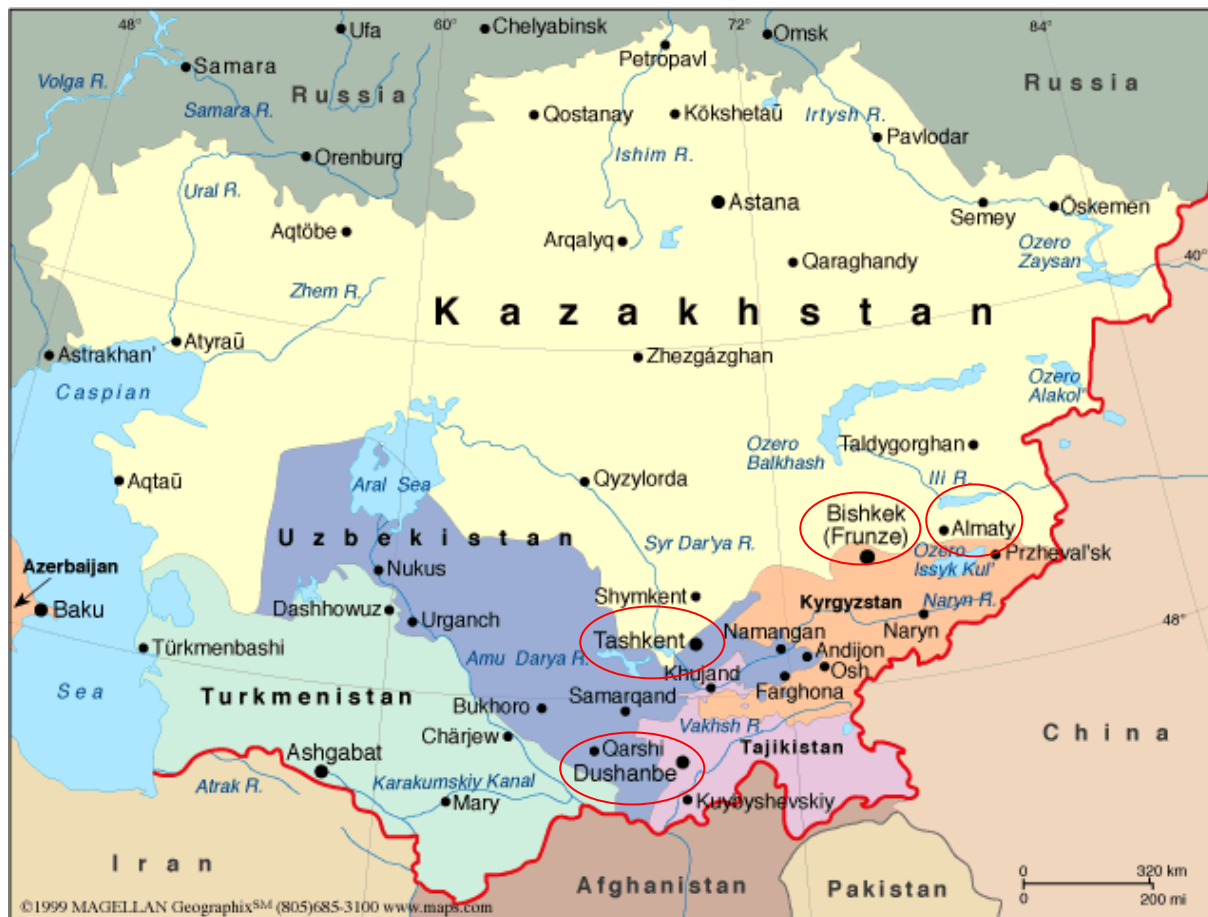 48°
60°
72°
84°
Ufa
Chelyabinsk
Omsk
Petropavl
Samara
Volga R.
Russia
Russia
Samara R.
Qostanay
Kökshetaū
Irtysh R.
Pavlodar
Orenburg
Ishim R.
Ural R.
Astana
Semey
Öskemen
Aqtöbe
Arqalyq
Qaraghandy
Ozero
Zaysan
40°
Zhem R.
Kazakhstan
Atyraū
Astrakhan'
Zhezgázghan
Caspian
Ozero
Alakol'
Ozero
Balkhash
Taldygorghan
Aqtaū
Aral Sea
Qyzylorda
Ili R.
Bishkek
(Frunze)
Almaty
Uzbekistan
Syr Dar'ya R.
Ozero
Issyk Kul'
Przheval'sk
Azerbaijan
Nukus
Baku
Dashhowuz
Urganch
Shymkent
Kyrgyzstan
Naryn R.
Naryn
48°
Tashkent
Namangan
Türkmenbashi
Amu Darya R.
Andijon
Osh
Khujand
Farghona
Sea
Turkmenistan
Bukhoro
Samarqand
Vakhsh R.
Chärjew
Qarshi
Tajikistan
China
Ashgabat
Dushanbe
Atrak R.
Karakumskiy Kanal
Mary
Kuybyshevskiy
Iran
Afghanistan
Pakistan
0
320 km
0
200 mi
©1999 MAGELLAN Geographix℠ (805)685-3100 www.maps.com